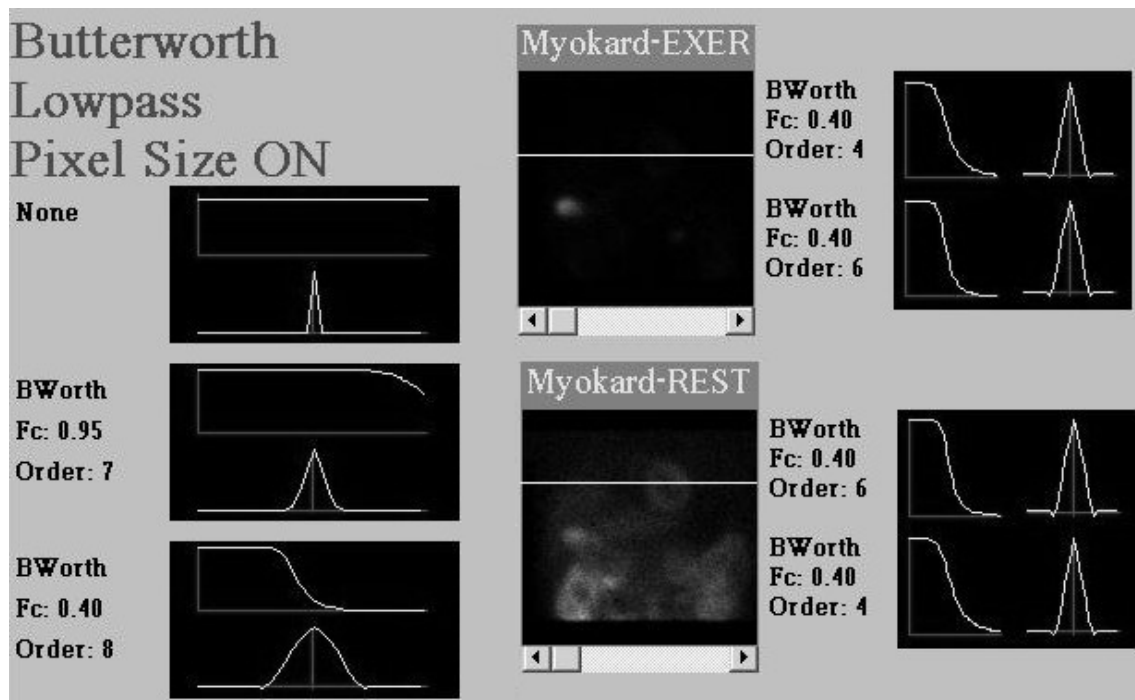 Butterworth
Lowpass
Pixel Size ON
None
BWorth
Fc: 0.95
Order: 7
BWorth
Fc: 0.40
Order: 8
Myokard-EXER
BWorth
Fc: 0.40
Order: 4
BWorth
Fc: 0.40
Order: 6
Myokard-REST
BWorth
Fc: 0.40
Order: 6
BWorth
Fc: 0.40
Order: 4